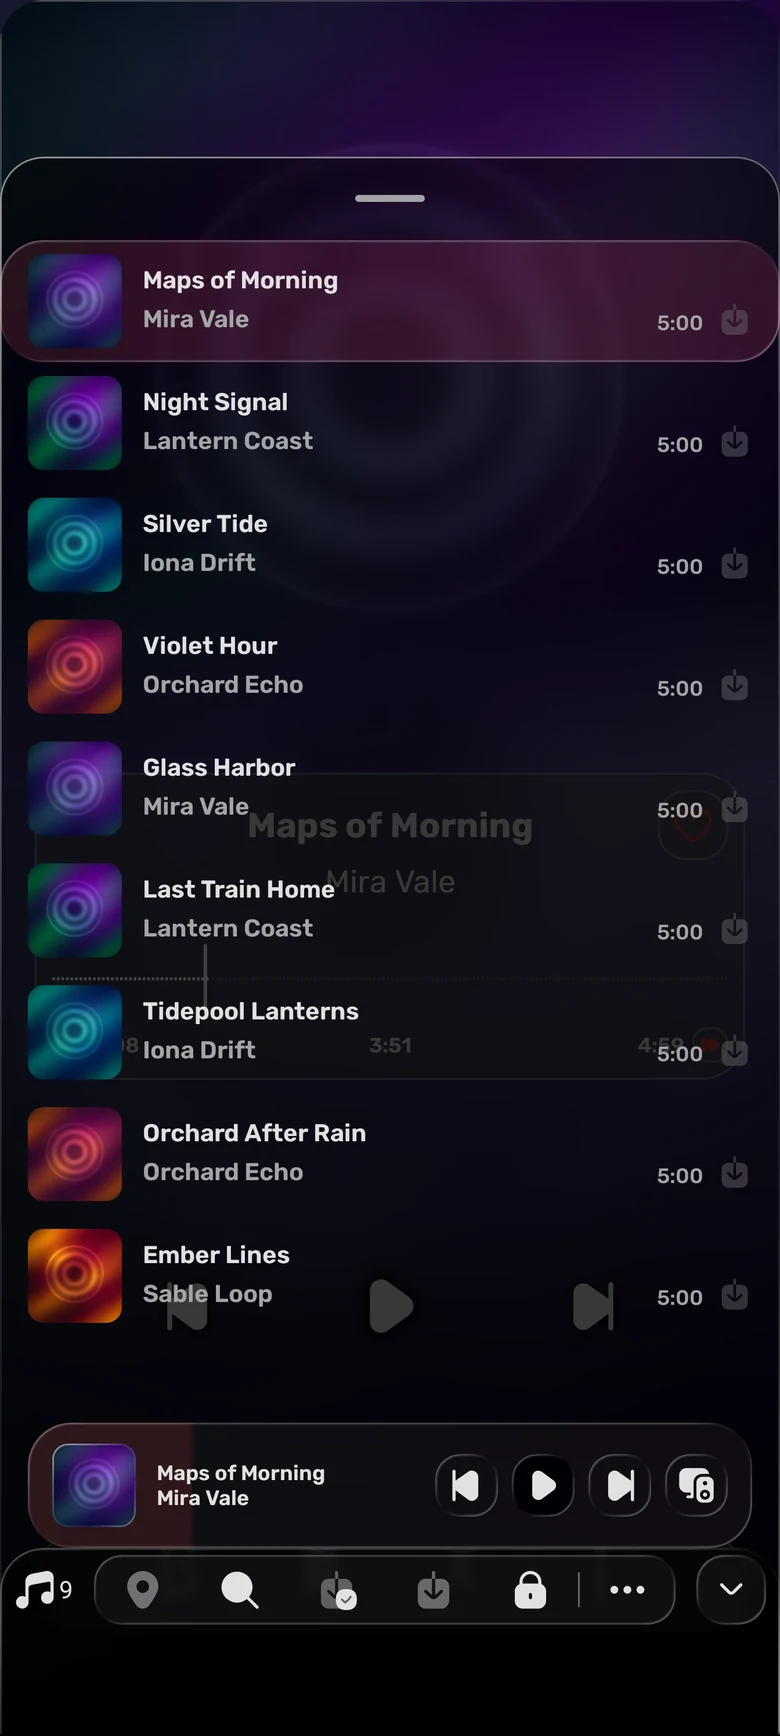 Maps of Morning
Mira Vale
5:00
Night Signal
Lantern Coast
5:00
Silver Tide
Iona Drift
5:00
Violet Hour
Orchard Echo
5:00
Glass Harbor
Mira Vale
5:00
Maps of Morning
Mira Vale
Last Train Home
Lantern Coast
5:00
Tidepool Lanterns
Iona Drift
5:00
3:51
4:59
Orchard After Rain
Orchard Echo
5:00
Ember Lines
Sable Loop
5:00
Maps of Morning
Mira Vale
9